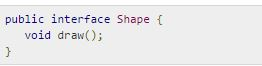 public interface Shape {
   void draw();
}